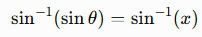 sin⁻¹(sin θ) = sin⁻¹(x)